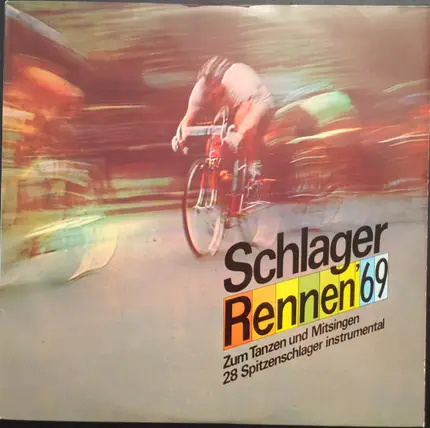 Schlager
Rennen'69
Zum Tanzen und Mitsingen
28 Spitzenschlager instrumental